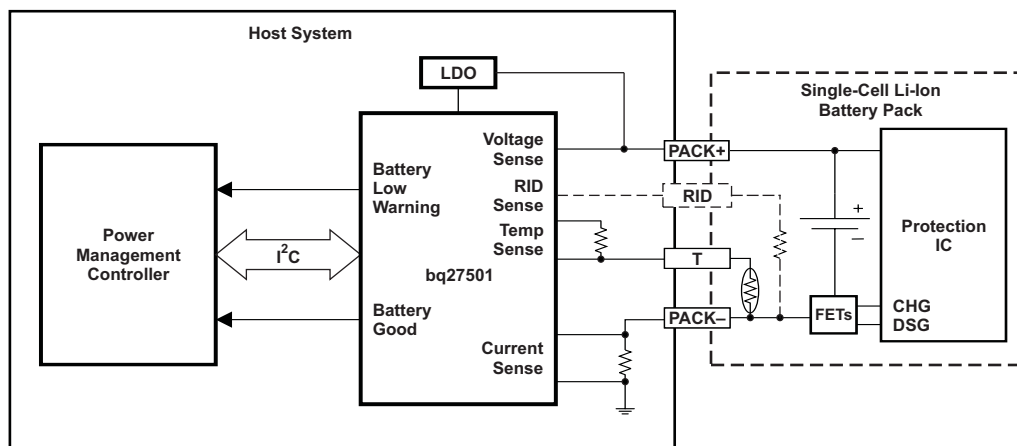 Host System
LDO
Single-Cell Li-Ion
Battery Pack
Voltage
Sense
PACK+
Battery
Low
Warning
RID
Sense
RID
Power
Management
Controller
I²C
Temp
Sense
T
bq27501
+
–
Protection
IC
Battery
Good
PACK–
FETs
CHG
DSG
Current
Sense